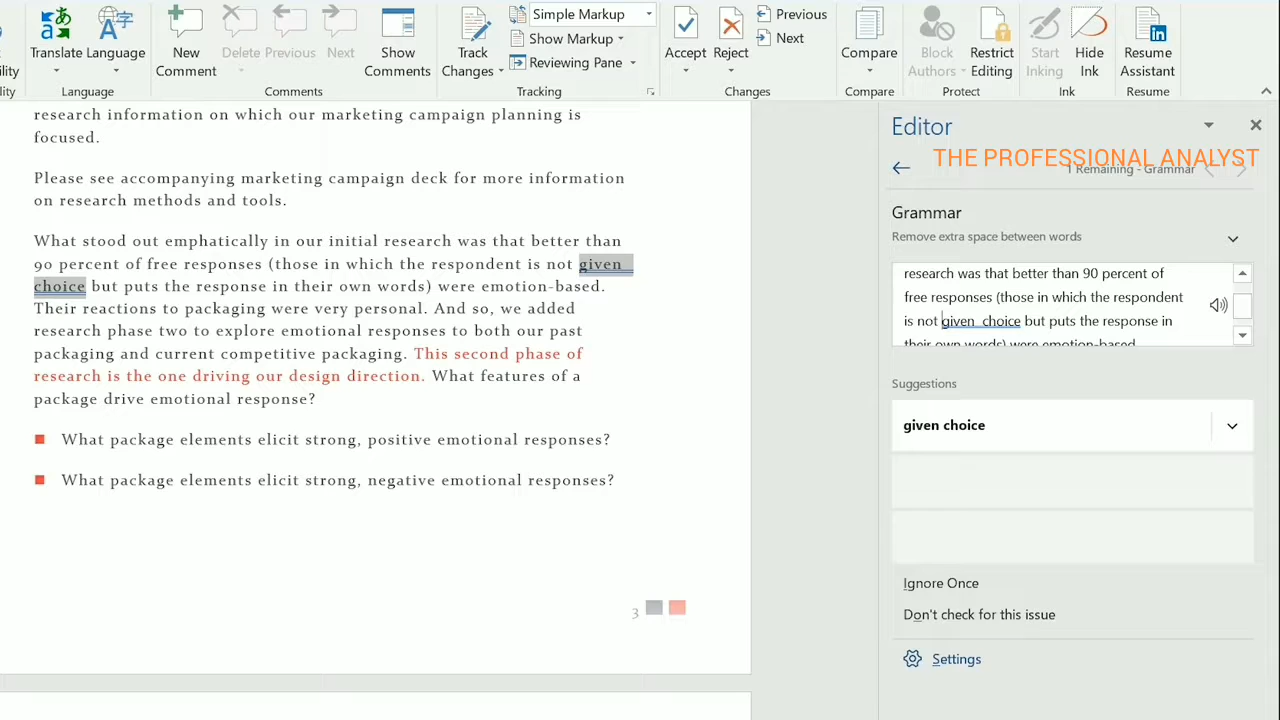 Simple Markup
Previous
Translate Language
New
Comment
Delete Previous
Next
Show
Comments
Track
Changes
Show Markup
Reviewing Pane
Accept Reject
Next
Compare
Block
Authors
Restrict
Editing
Start
Inking
Hide
Ink
Resume
Assistant
ility
lity
Language
Comments
Tracking
Changes
Compare
Protect
Ink
Resume
research information on which our marketing campaign planning is
focused.
Please see accompanying marketing campaign deck for more information
on research methods and tools.
What stood out emphatically in our initial research was that better than
90 percent of free responses (those in which the respondent is not given
choice but puts the response in their own words) were emotion-based.
Their reactions to packaging were very personal. And so, we added
research phase two to explore emotional responses to both our past
packaging and current competitive packaging. This second phase of
research is the one driving our design direction. What features of a
package drive emotional response?
What package elements elicit strong, positive emotional responses?
What package elements elicit strong, negative emotional responses?
3
Editor
THE PROFESSIONAL ANALYST
1 Remaining - Grammar
Grammar
Remove extra space between words
research was that better than 90 percent of
free responses (those in which the respondent
is not given  choice but puts the response in
their own words) were emotion-based
Suggestions
given choice
Ignore Once
Don't check for this issue
Settings